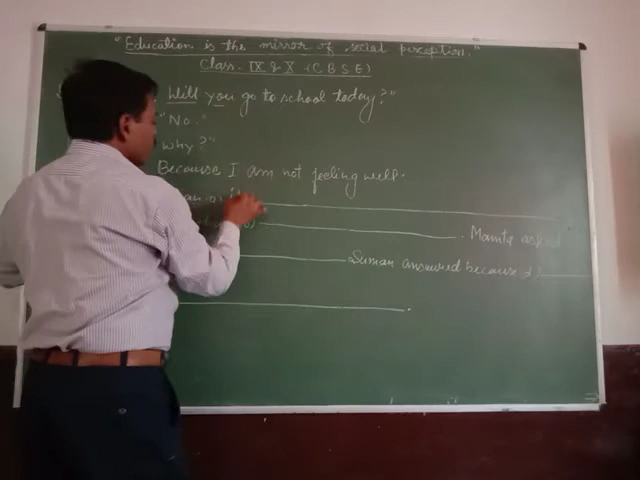 "Education is the mirror of social perception."
Class- IX & X (CBSE)
Will you go to school today?"
"No."
Why?"
Because I am not feeling well.
. Mamta asked
. Suman answered because
.